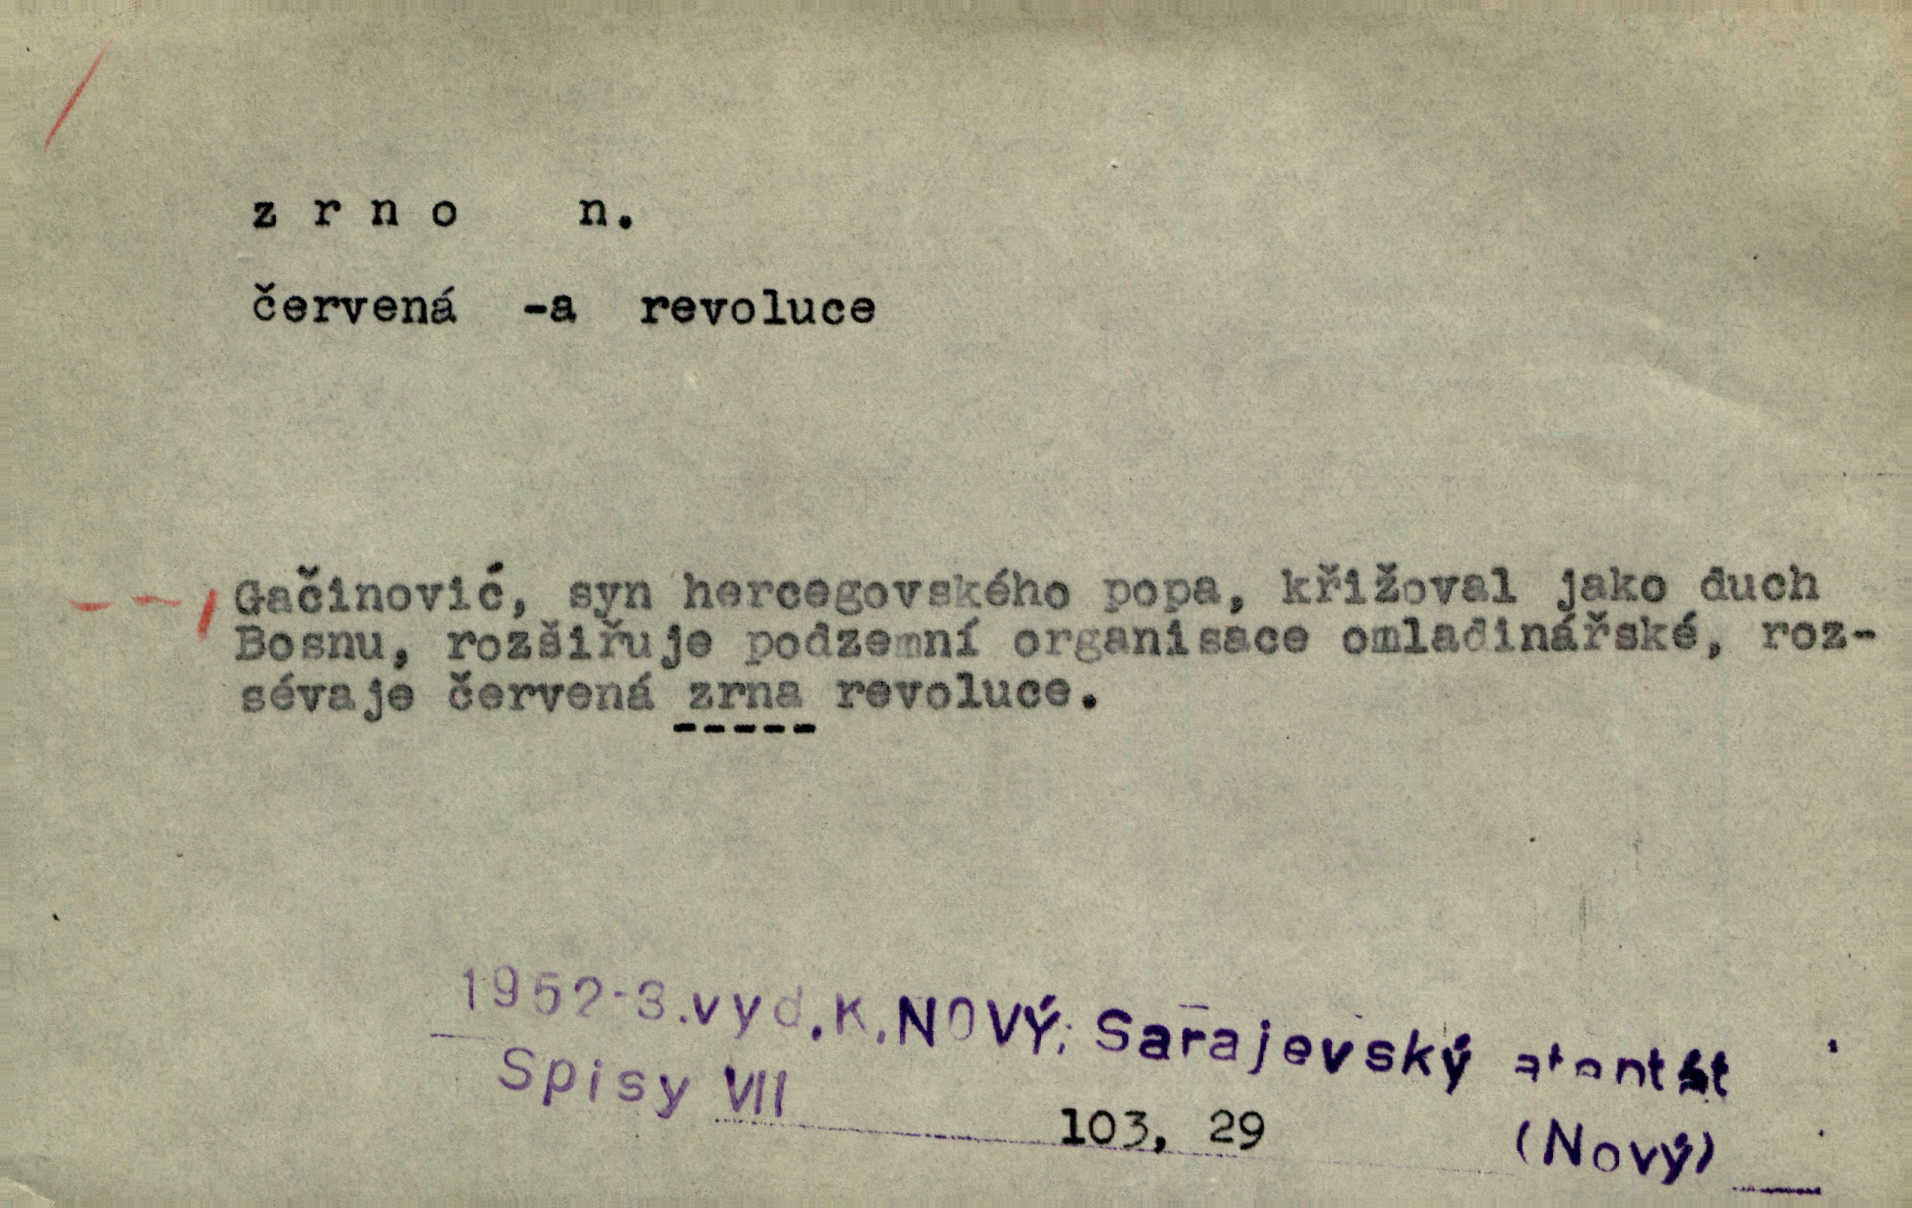 zrno n.
červená -a revoluce
Gačinović, syn hercegovského popa, křižoval jako duch
Bosnu, rozšiřuje podzemní organisace omladinářské, roz-
sévaje červená zrna revoluce.
1952-3.vyd. K. NOVÝ: Sarajevský atentát
Spisy VII
103, 29
(Nový)